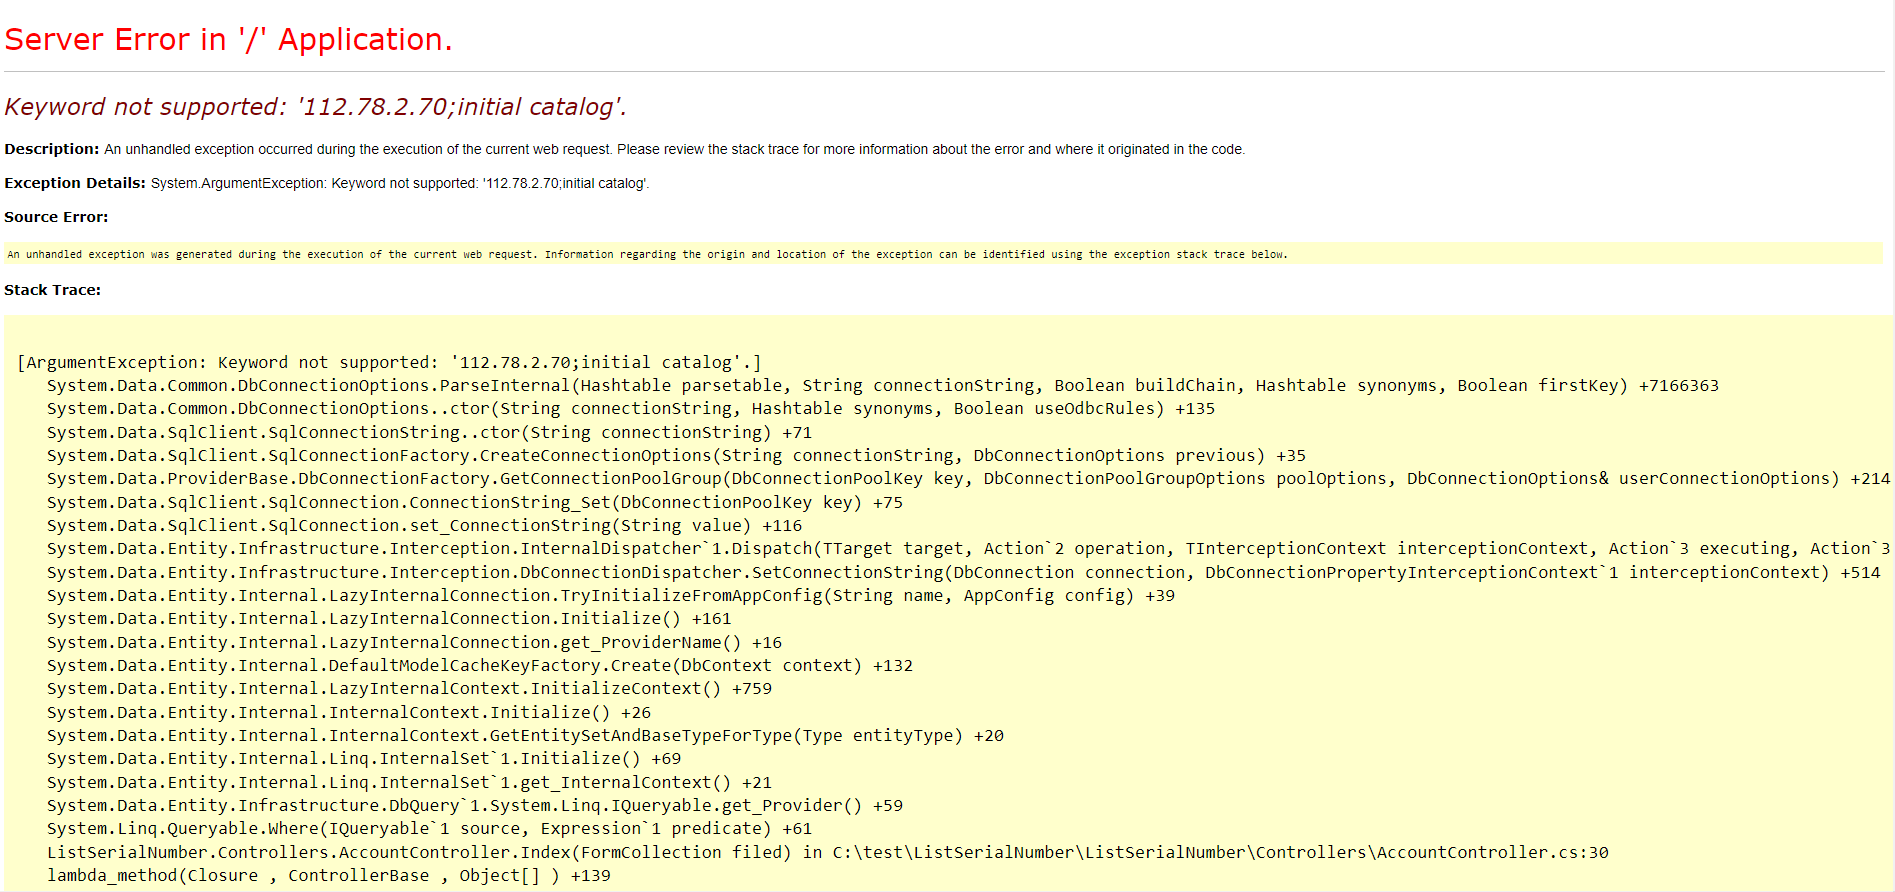 Server Error in '/' Application.
Keyword not supported: '112.78.2.70;initial catalog'.
Description: An unhandled exception occurred during the execution of the current web request. Please review the stack trace for more information about the error and where it originated in the code.
Exception Details: System.ArgumentException: Keyword not supported: '112.78.2.70;initial catalog'.
Source Error:
An unhandled exception was generated during the execution of the current web request. Information regarding the origin and location of the exception can be identified using the exception stack trace below.
Stack Trace:
[ArgumentException: Keyword not supported: '112.78.2.70;initial catalog'.]
System.Data.Common.DbConnectionOptions.ParseInternal(Hashtable parsetable, String connectionString, Boolean buildChain, Hashtable synonyms, Boolean firstKey) +7166363
System.Data.Common.DbConnectionOptions..ctor(String connectionString, Hashtable synonyms, Boolean useOdbcRules) +135
System.Data.SqlClient.SqlConnectionString..ctor(String connectionString) +71
System.Data.SqlClient.SqlConnectionFactory.CreateConnectionOptions(String connectionString, DbConnectionOptions previous) +35
System.Data.ProviderBase.DbConnectionFactory.GetConnectionPoolGroup(DbConnectionPoolKey key, DbConnectionPoolGroupOptions poolOptions, DbConnectionOptions& userConnectionOptions) +214
System.Data.SqlClient.SqlConnection.ConnectionString_Set(DbConnectionPoolKey key) +75
System.Data.SqlClient.SqlConnection.set_ConnectionString(String value) +116
System.Data.Entity.Infrastructure.Interception.InternalDispatcher`1.Dispatch(TTarget target, Action`2 operation, TInterceptionContext interceptionContext, Action`3 executing, Action`3
System.Data.Entity.Infrastructure.Interception.DbConnectionDispatcher.SetConnectionString(DbConnection connection, DbConnectionPropertyInterceptionContext`1 interceptionContext) +514
System.Data.Entity.Internal.LazyInternalConnection.TryInitializeFromAppConfig(String name, AppConfig config) +39
System.Data.Entity.Internal.LazyInternalConnection.Initialize() +161
System.Data.Entity.Internal.LazyInternalConnection.get_ProviderName() +16
System.Data.Entity.Internal.DefaultModelCacheKeyFactory.Create(DbContext context) +132
System.Data.Entity.Internal.LazyInternalContext.InitializeContext() +759
System.Data.Entity.Internal.InternalContext.Initialize() +26
System.Data.Entity.Internal.InternalContext.GetEntitySetAndBaseTypeForType(Type entityType) +20
System.Data.Entity.Internal.Linq.InternalSet`1.Initialize() +69
System.Data.Entity.Internal.Linq.InternalSet`1.get_InternalContext() +21
System.Data.Entity.Infrastructure.DbQuery`1.System.Linq.IQueryable.get_Provider() +59
System.Linq.Queryable.Where(IQueryable`1 source, Expression`1 predicate) +61
ListSerialNumber.Controllers.AccountController.Index(FormCollection filed) in C:\test\ListSerialNumber\ListSerialNumber\Controllers\AccountController.cs:30
lambda_method(Closure , ControllerBase , Object[] ) +139